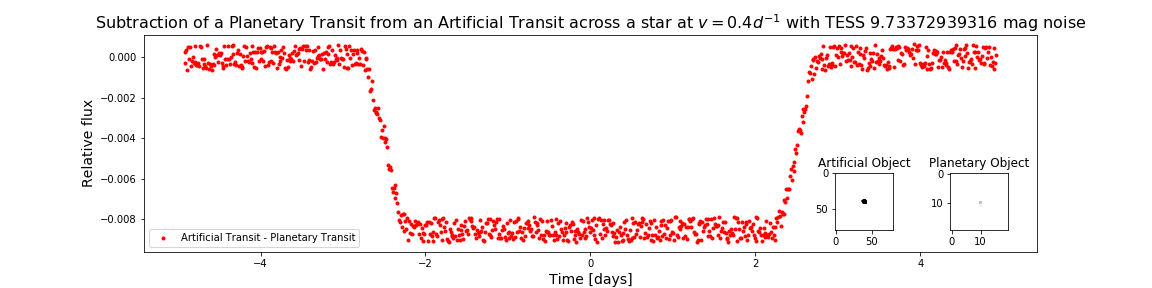 Subtraction of a Planetary Transit from an Artificial Transit across a star at v = 0.4d⁻¹ with TESS 9.73372939316 mag noise
0.000
−0.002
−0.004
−0.006
−0.008
Relative flux
Artificial Transit - Planetary Transit
Artificial Object
0
50
0 50
Planetary Object
0
10
0 10
−4 −2 0 2 4
Time [days]